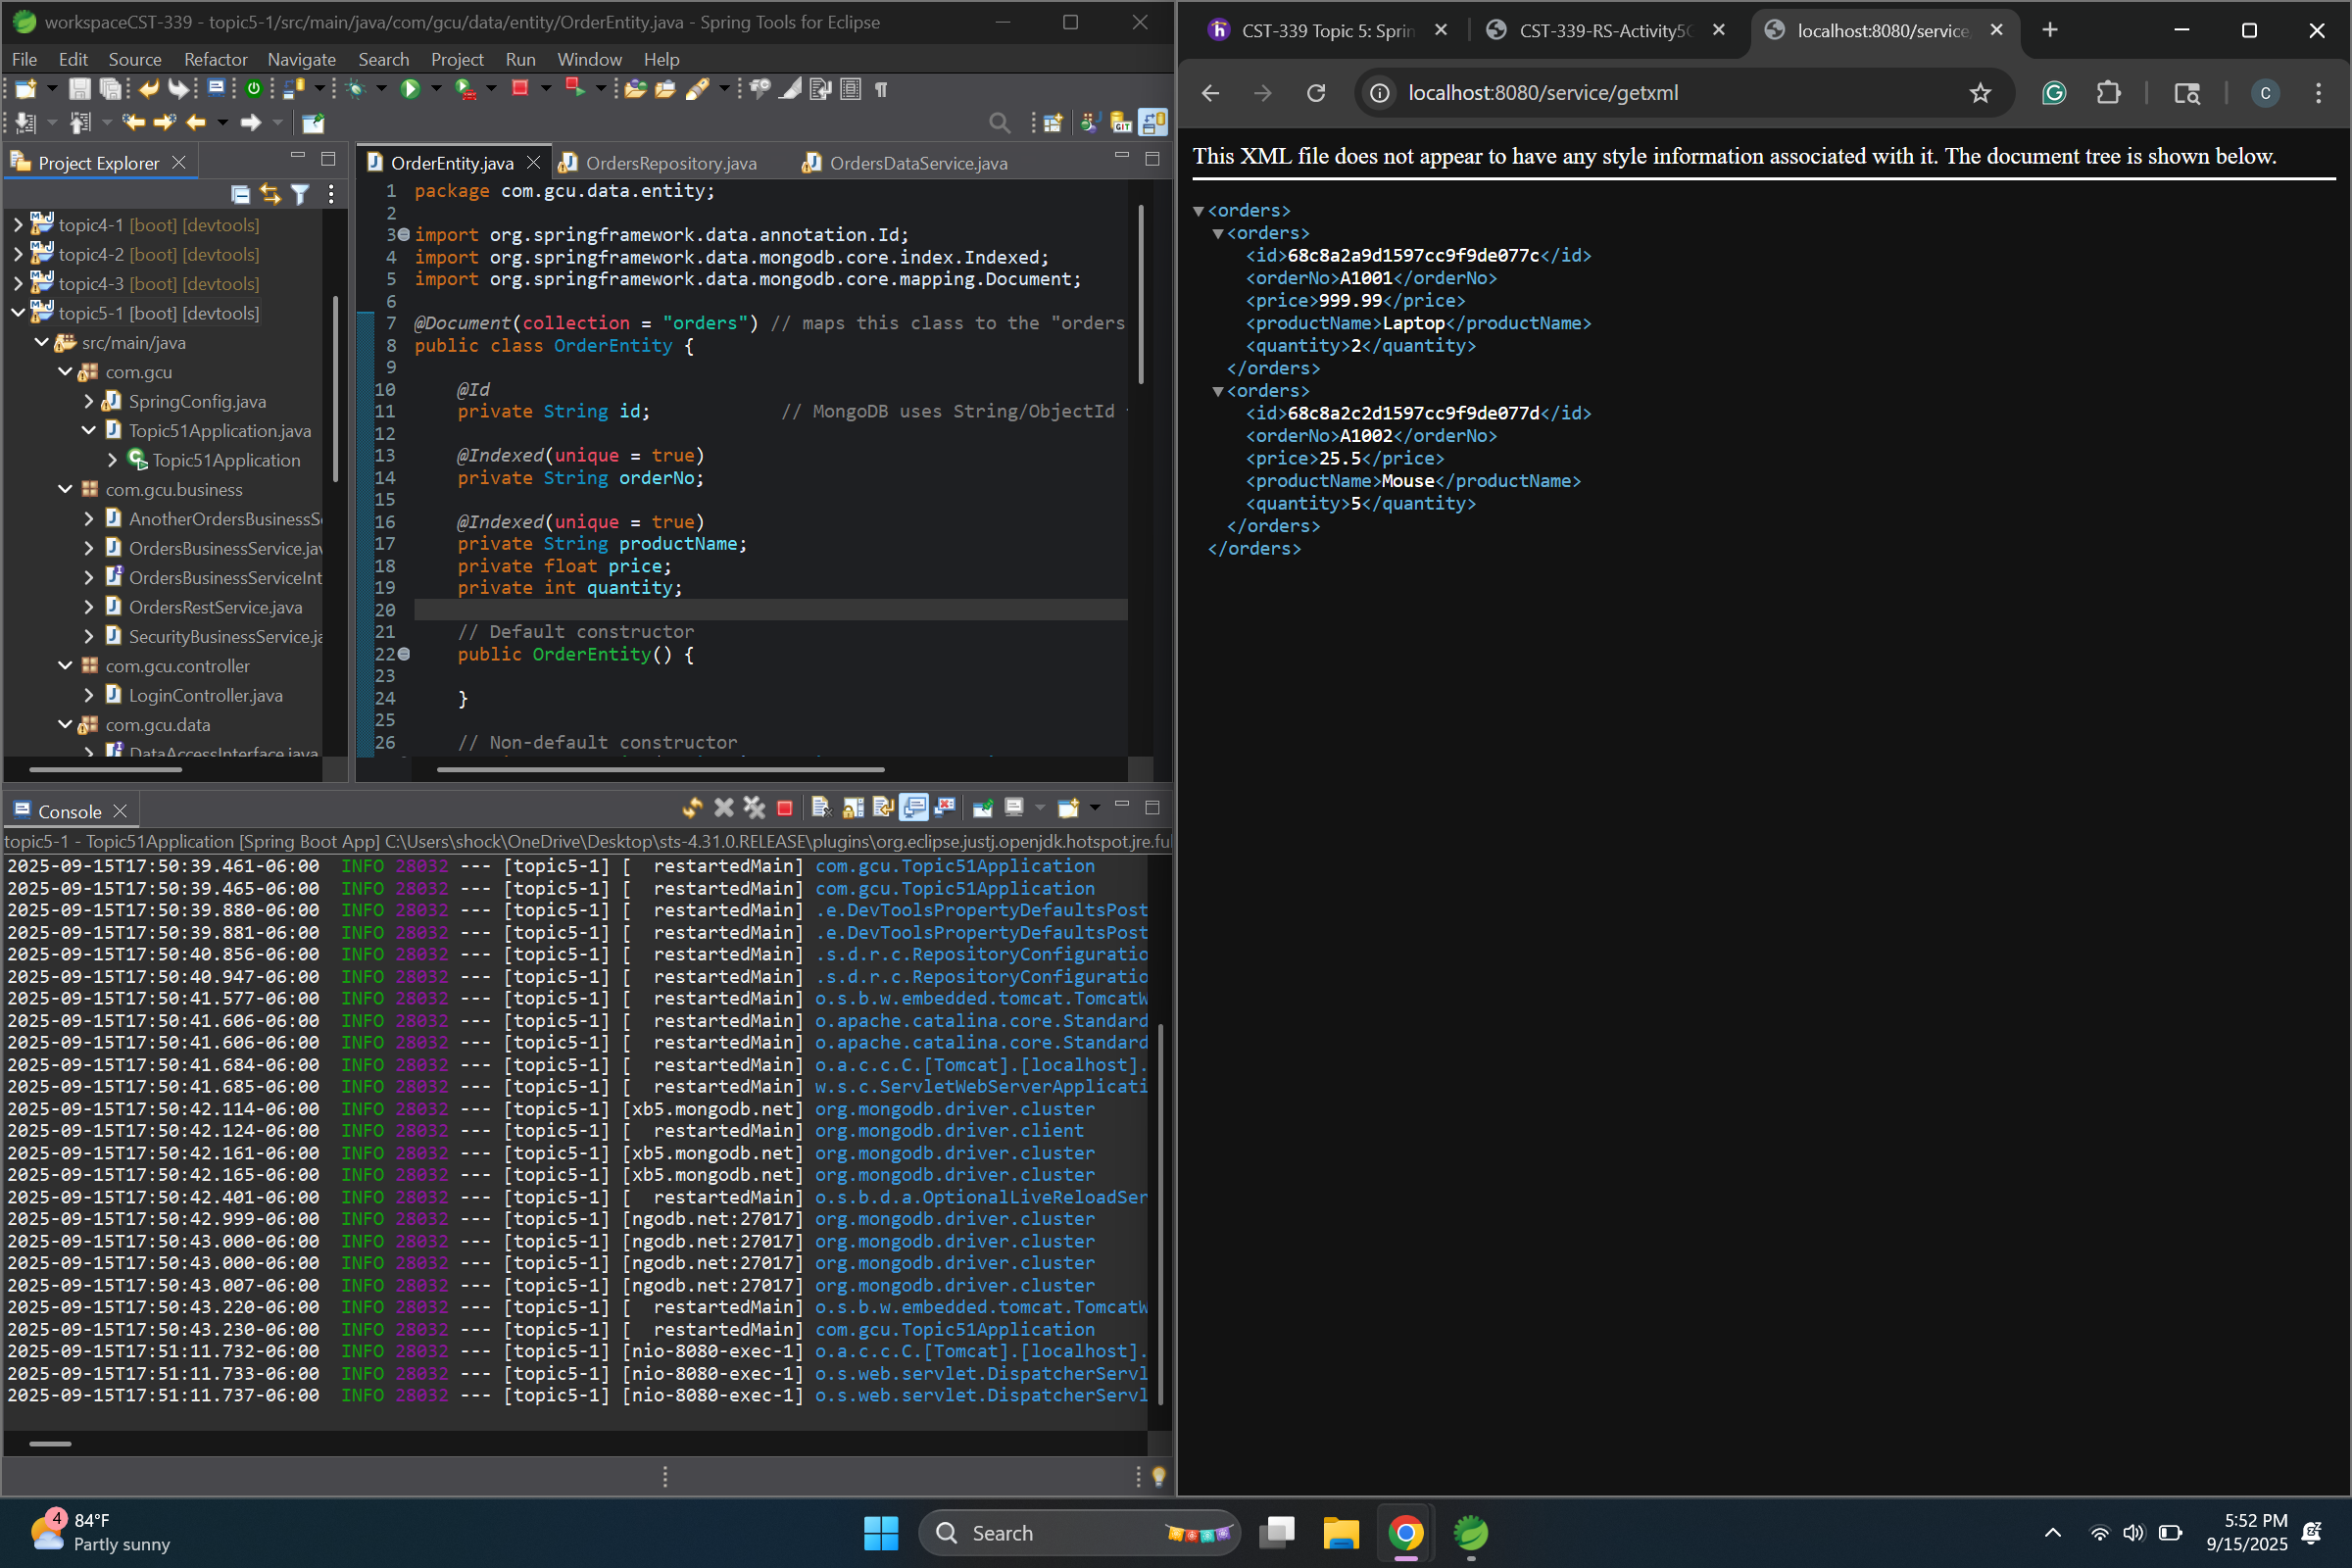 workspaceCST-339 - topic5-1/src/main/java/com/gcu/data/entity/OrderEntity.java - Spring Tools for Eclipse
File Edit Source Refactor Navigate Search Project Run Window Help
Project Explorer
topic4-1 [boot] [devtools]
topic4-2 [boot] [devtools]
topic4-3 [boot] [devtools]
topic5-1 [boot] [devtools]
src/main/java
com.gcu
SpringConfig.java
Topic51Application.java
Topic51Application
com.gcu.business
AnotherOrdersBusinessS
OrdersBusinessService.jav
OrdersBusinessServiceInt
OrdersRestService.java
SecurityBusinessService.ja
com.gcu.controller
LoginController.java
com.gcu.data
DataAccessInterface.java
OrderEntity.java OrdersRepository.java OrdersDataService.java
1 package com.gcu.data.entity;
2
3 import org.springframework.data.annotation.Id;
4 import org.springframework.data.mongodb.core.index.Indexed;
5 import org.springframework.data.mongodb.core.mapping.Document;
6
7 @Document(collection = "orders") // maps this class to the "orders
8 public class OrderEntity {
9
10 @Id
11 private String id; // MongoDB uses String/ObjectId
12
13 @Indexed(unique = true)
14 private String orderNo;
15
16 @Indexed(unique = true)
17 private String productName;
18 private float price;
19 private int quantity;
20
21 // Default constructor
22 public OrderEntity() {
23
24 }
25
26 // Non-default constructor
Console
topic5-1 - Topic51Application [Spring Boot App] C:\Users\shock\OneDrive\Desktop\sts-4.31.0.RELEASE\plugins\org.eclipse.justj.openjdk.hotspot.jre.ful
2025-09-15T17:50:39.461-06:00 INFO 28032 --- [topic5-1] [ restartedMain] com.gcu.Topic51Application
2025-09-15T17:50:39.465-06:00 INFO 28032 --- [topic5-1] [ restartedMain] com.gcu.Topic51Application
2025-09-15T17:50:39.880-06:00 INFO 28032 --- [topic5-1] [ restartedMain] .e.DevToolsPropertyDefaultsPost
2025-09-15T17:50:39.881-06:00 INFO 28032 --- [topic5-1] [ restartedMain] .e.DevToolsPropertyDefaultsPost
2025-09-15T17:50:40.856-06:00 INFO 28032 --- [topic5-1] [ restartedMain] .s.d.r.c.RepositoryConfiguratio
2025-09-15T17:50:40.947-06:00 INFO 28032 --- [topic5-1] [ restartedMain] .s.d.r.c.RepositoryConfiguratio
2025-09-15T17:50:41.577-06:00 INFO 28032 --- [topic5-1] [ restartedMain] o.s.b.w.embedded.tomcat.TomcatW
2025-09-15T17:50:41.606-06:00 INFO 28032 --- [topic5-1] [ restartedMain] o.apache.catalina.core.Standard
2025-09-15T17:50:41.606-06:00 INFO 28032 --- [topic5-1] [ restartedMain] o.apache.catalina.core.Standard
2025-09-15T17:50:41.684-06:00 INFO 28032 --- [topic5-1] [ restartedMain] o.a.c.c.C.[Tomcat].[localhost].
2025-09-15T17:50:41.685-06:00 INFO 28032 --- [topic5-1] [ restartedMain] w.s.c.ServletWebServerApplicati
2025-09-15T17:50:42.114-06:00 INFO 28032 --- [topic5-1] [xb5.mongodb.net] org.mongodb.driver.cluster
2025-09-15T17:50:42.124-06:00 INFO 28032 --- [topic5-1] [ restartedMain] org.mongodb.driver.client
2025-09-15T17:50:42.161-06:00 INFO 28032 --- [topic5-1] [xb5.mongodb.net] org.mongodb.driver.cluster
2025-09-15T17:50:42.165-06:00 INFO 28032 --- [topic5-1] [xb5.mongodb.net] org.mongodb.driver.cluster
2025-09-15T17:50:42.401-06:00 INFO 28032 --- [topic5-1] [ restartedMain] o.s.b.d.a.OptionalLiveReloadSer
2025-09-15T17:50:42.999-06:00 INFO 28032 --- [topic5-1] [ngodb.net:27017] org.mongodb.driver.cluster
2025-09-15T17:50:43.000-06:00 INFO 28032 --- [topic5-1] [ngodb.net:27017] org.mongodb.driver.cluster
2025-09-15T17:50:43.000-06:00 INFO 28032 --- [topic5-1] [ngodb.net:27017] org.mongodb.driver.cluster
2025-09-15T17:50:43.007-06:00 INFO 28032 --- [topic5-1] [ngodb.net:27017] org.mongodb.driver.cluster
2025-09-15T17:50:43.220-06:00 INFO 28032 --- [topic5-1] [ restartedMain] o.s.b.w.embedded.tomcat.TomcatW
2025-09-15T17:50:43.230-06:00 INFO 28032 --- [topic5-1] [ restartedMain] com.gcu.Topic51Application
2025-09-15T17:51:11.732-06:00 INFO 28032 --- [topic5-1] [nio-8080-exec-1] o.a.c.c.C.[Tomcat].[localhost].
2025-09-15T17:51:11.733-06:00 INFO 28032 --- [topic5-1] [nio-8080-exec-1] o.s.web.servlet.DispatcherServl
2025-09-15T17:51:11.737-06:00 INFO 28032 --- [topic5-1] [nio-8080-exec-1] o.s.web.servlet.DispatcherServl
CST-339 Topic 5: Sprin CST-339-RS-Activity5C localhost:8080/service
localhost:8080/service/getxml
C
This XML file does not appear to have any style information associated with it. The document tree is shown below.
<orders>
<orders>
<id>68c8a2a9d1597cc9f9de077c</id>
<orderNo>A1001</orderNo>
<price>999.99</price>
<productName>Laptop</productName>
<quantity>2</quantity>
</orders>
<orders>
<id>68c8a2c2d1597cc9f9de077d</id>
<orderNo>A1002</orderNo>
<price>25.5</price>
<productName>Mouse</productName>
<quantity>5</quantity>
</orders>
</orders>
4
84°F
Partly sunny
Search
5:52 PM
9/15/2025